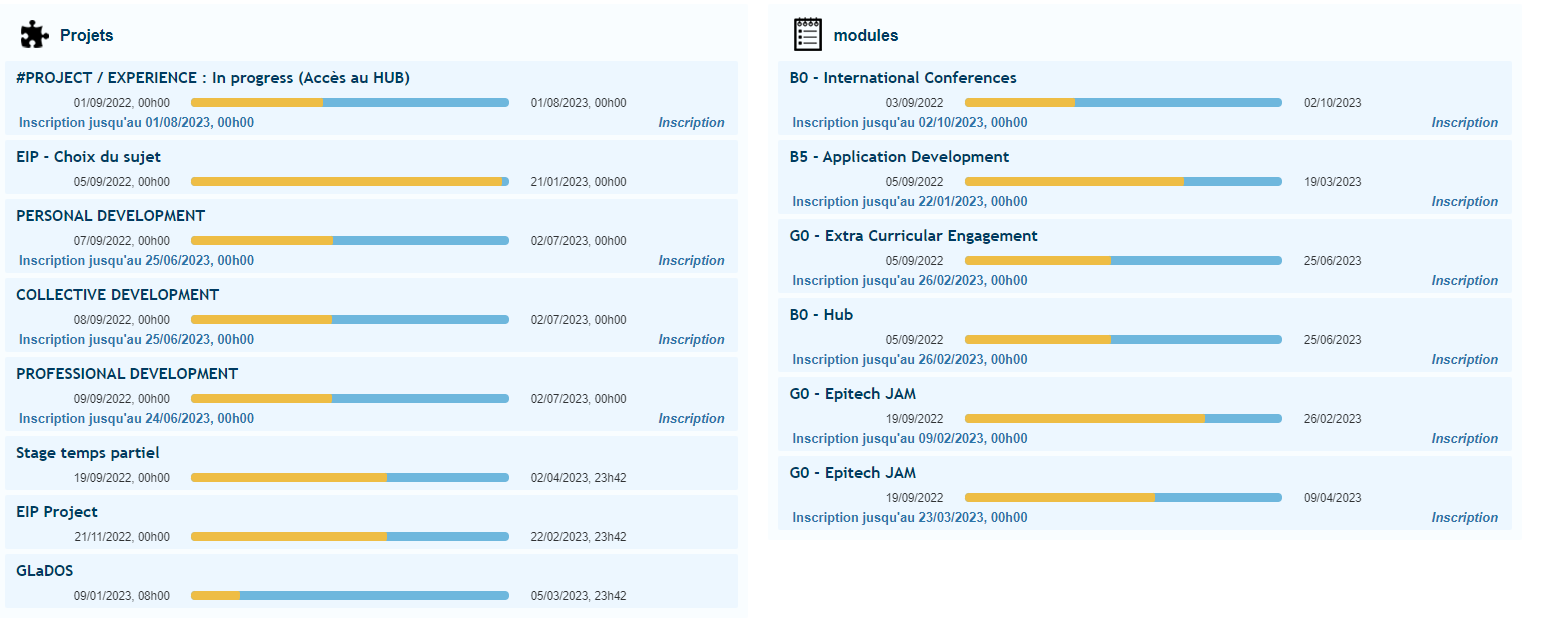 Projets
#PROJECT / EXPERIENCE : In progress (Accès au HUB)
01/09/2022, 00h00 01/08/2023, 00h00
Inscription jusqu'au 01/08/2023, 00h00 Inscription
EIP - Choix du sujet
05/09/2022, 00h00 21/01/2023, 00h00
PERSONAL DEVELOPMENT
07/09/2022, 00h00 02/07/2023, 00h00
Inscription jusqu'au 25/06/2023, 00h00 Inscription
COLLECTIVE DEVELOPMENT
08/09/2022, 00h00 02/07/2023, 00h00
Inscription jusqu'au 25/06/2023, 00h00 Inscription
PROFESSIONAL DEVELOPMENT
09/09/2022, 00h00 02/07/2023, 00h00
Inscription jusqu'au 24/06/2023, 00h00 Inscription
Stage temps partiel
19/09/2022, 00h00 02/04/2023, 23h42
EIP Project
21/11/2022, 00h00 22/02/2023, 23h42
GLaDOS
09/01/2023, 08h00 05/03/2023, 23h42
modules
B0 - International Conferences
03/09/2022 02/10/2023
Inscription jusqu'au 02/10/2023, 00h00 Inscription
B5 - Application Development
05/09/2022 19/03/2023
Inscription jusqu'au 22/01/2023, 00h00 Inscription
G0 - Extra Curricular Engagement
05/09/2022 25/06/2023
Inscription jusqu'au 26/02/2023, 00h00 Inscription
B0 - Hub
05/09/2022 25/06/2023
Inscription jusqu'au 26/02/2023, 00h00 Inscription
G0 - Epitech JAM
19/09/2022 26/02/2023
Inscription jusqu'au 09/02/2023, 00h00 Inscription
G0 - Epitech JAM
19/09/2022 09/04/2023
Inscription jusqu'au 23/03/2023, 00h00 Inscription